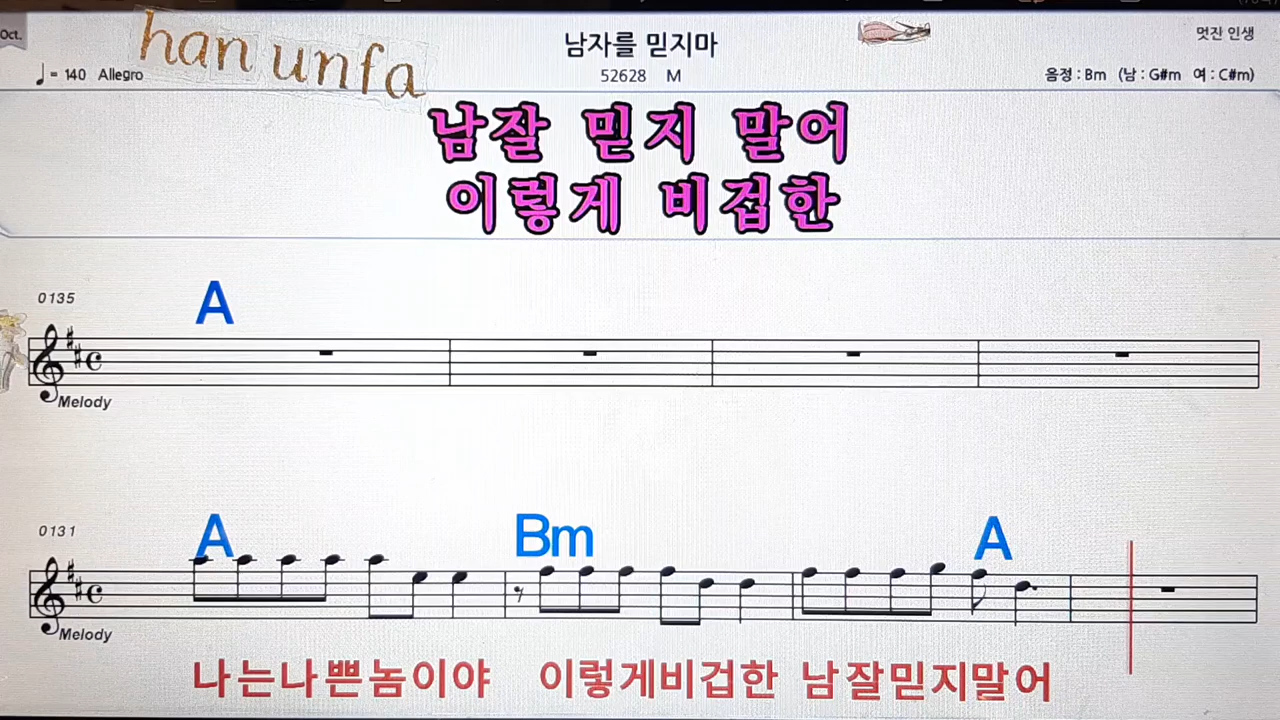 Oct.
han unfa
남자를 믿지마
멋진 인생
♩= 140 Allegro
52628 M
음정 : Bm (남 : G#m 여 : C#m)
남잘 믿지 말어
이렇게 비겁한
0135
A
Melody
0131
A Bm A
Melody
나는나쁜놈이야 이렇게비겁한 남잘믿지말어